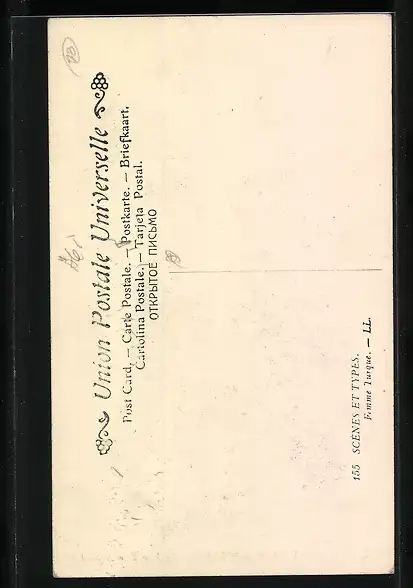 Union Postale Universelle
Post Card. — Carte Postale. — Postkarte. — Briefkaart.
Cartolina Postale. — Tarjeta Postal.
ОТКРЫТОЕ ПИСЬМО
155 SCÈNES ET TYPES.
Femme Turque. — LL.